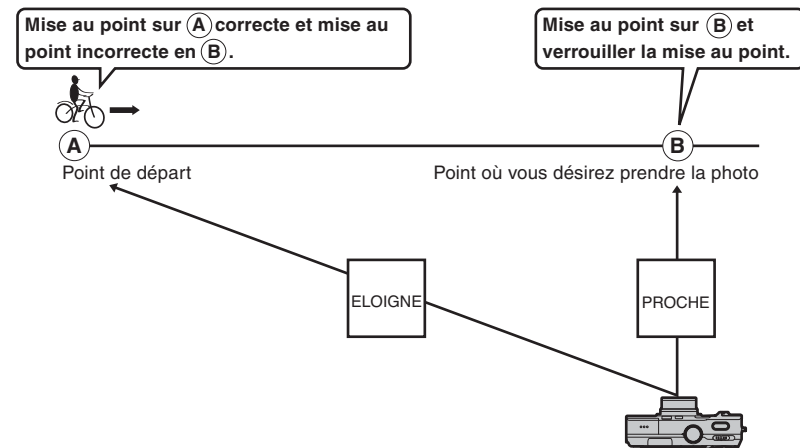 Mise au point sur A correcte et mise au
point incorrecte en B.
Mise au point sur B et
verrouiller la mise au point.
A
B
Point de départ
Point où vous désirez prendre la photo
ELOIGNE
PROCHE